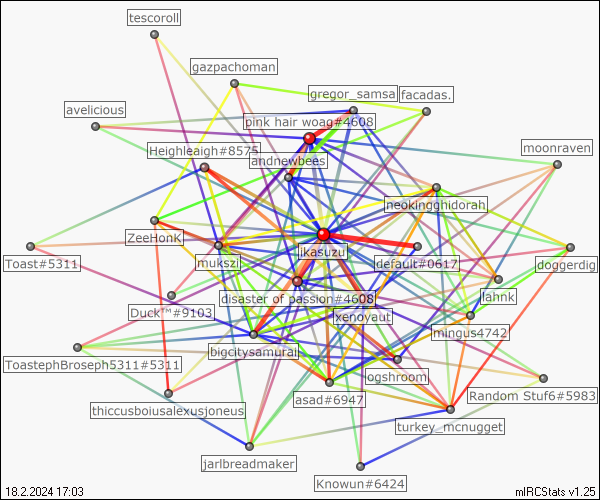 tescoroll
gazpachoman
gregor_samsa
facadas.
avelicious
pink hair woag#4608
moonraven
Heighleaigh#8575
andnewbees
neokingghidorah
ZeeHonK
mukszi
ikasuzu
default#0617
doggerdig
Toast#5311
disaster of passion#4608
lahnk
Duck™#9103
xenoyaut
mingus4742
bigcitysamurai
ToastephBroseph5311#5311
ogshroom
Random Stuf6#5983
thiccusboiusalexusjoneus
asad#6947
turkey_mcnugget
jarlbreadmaker
Knowun#6424
18.2.2024 17:03
mIRCStats v1.25